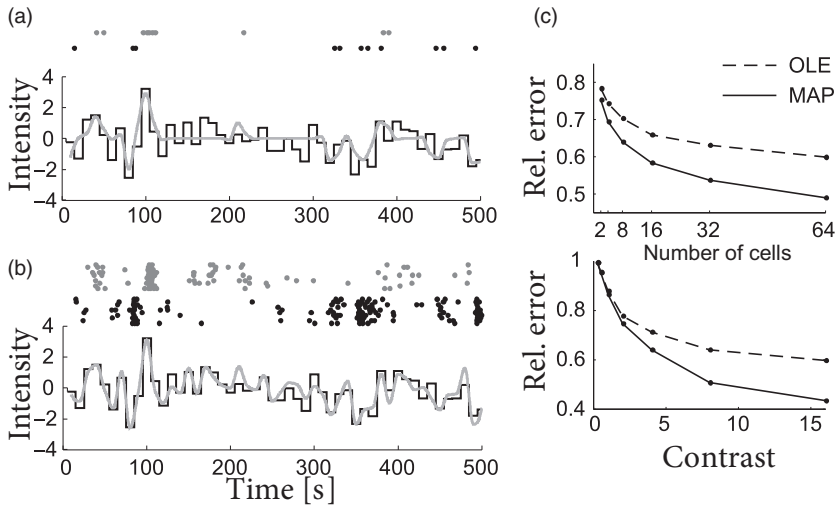 (a)
4
2
0
−2
−4
Intensity
0 100 200 300 400 500
(b)
4
2
0
−2
−4
Intensity
0 100 200 300 400 500
Time [s]
(c)
OLE
MAP
0.8
0.7
0.6
0.5
Rel. error
2 8 16 32 64
Number of cells
1
0.8
0.6
0.4
Rel. error
0 5 10 15
Contrast